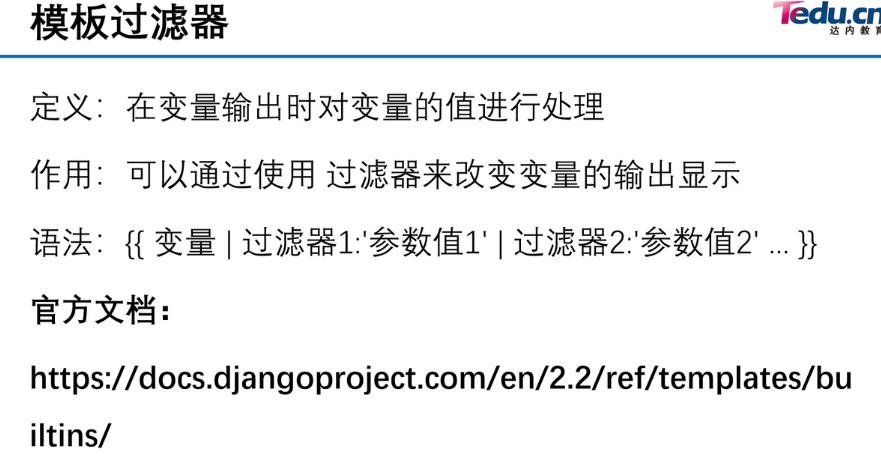 模板过滤器
Tedu.cn
达内教育
定义：在变量输出时对变量的值进行处理
作用：可以通过使用 过滤器来改变变量的输出显示
语法：{{ 变量 | 过滤器1:'参数值1' | 过滤器2:'参数值2' ... }}
官方文档：
https://docs.djangoproject.com/en/2.2/ref/templates/bu
iltins/